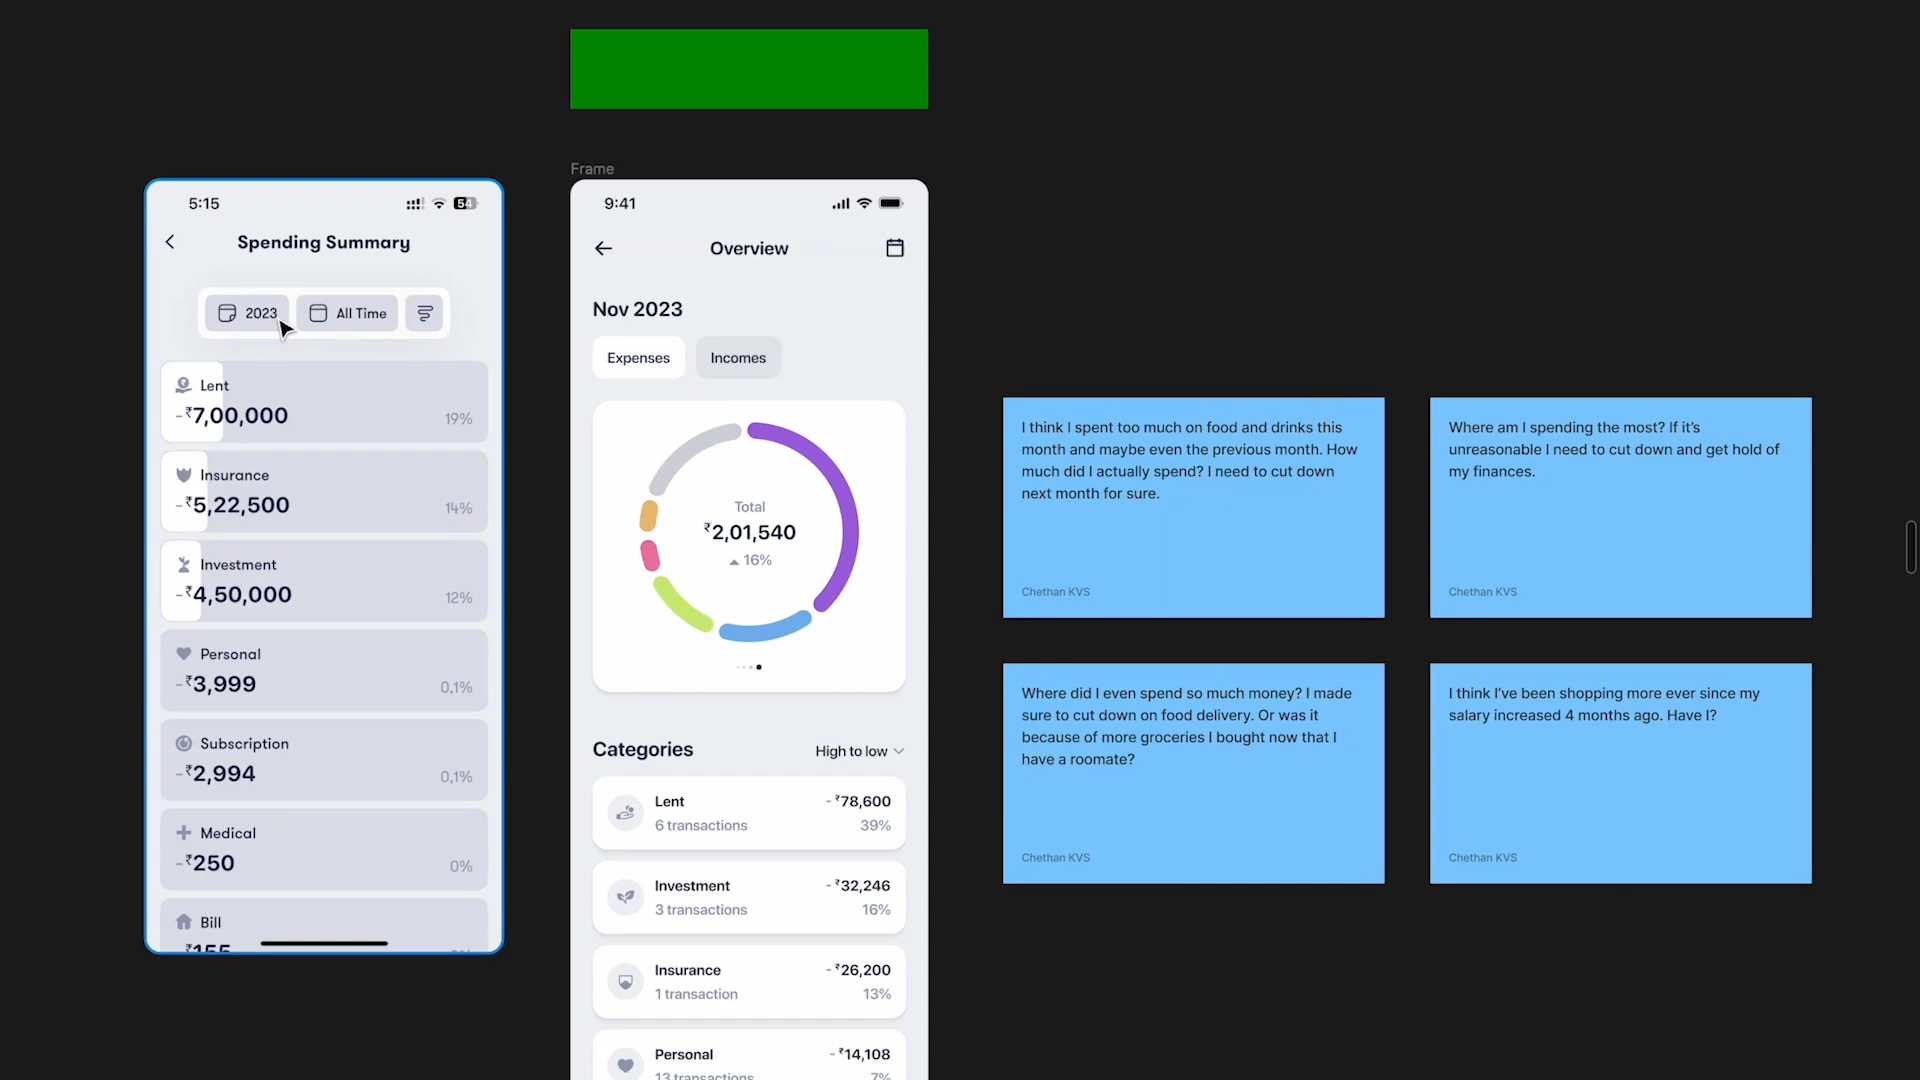 Frame
5:15
54
Spending Summary
2023
All Time
Lent
-₹7,00,000
19%
Insurance
-₹5,22,500
14%
Investment
-₹4,50,000
12%
Personal
-₹3,999
0,1%
Subscription
-₹2,994
0,1%
Medical
-₹250
0%
Bill
₹155
9:41
Overview
Nov 2023
Expenses
Incomes
Total
₹2,01,540
16%
Categories
High to low
Lent
- ₹78,600
6 transactions
39%
Investment
- ₹32,246
3 transactions
16%
Insurance
- ₹26,200
1 transaction
13%
Personal
- ₹14,108
13 transactions
7%
I think I spent too much on food and drinks this
month and maybe even the previous month. How
much did I actually spend? I need to cut down
next month for sure.
Chethan KVS
Where am I spending the most? If it's
unreasonable I need to cut down and get hold of
my finances.
Chethan KVS
Where did I even spend so much money? I made
sure to cut down on food delivery. Or was it
because of more groceries I bought now that I
have a roomate?
Chethan KVS
I think I've been shopping more ever since my
salary increased 4 months ago. Have I?
Chethan KVS